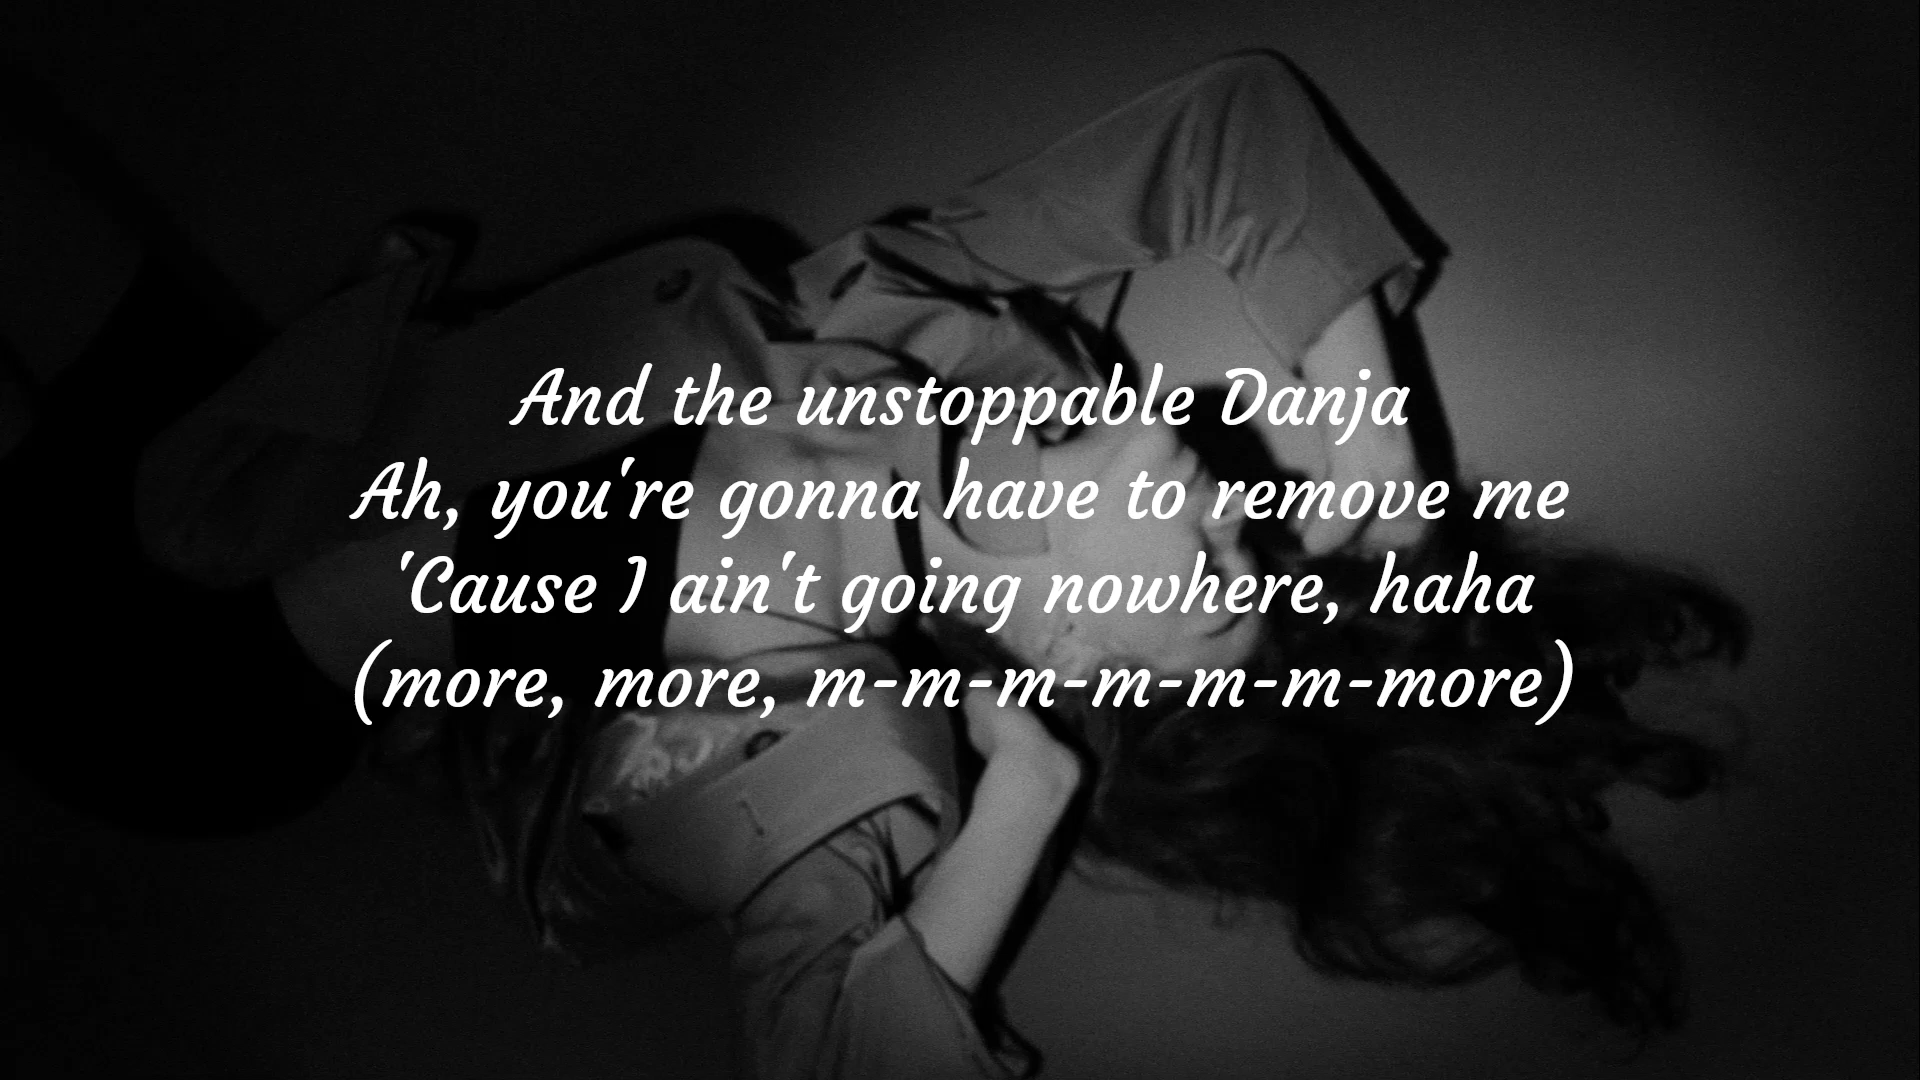 And the unstoppable Danja
Ah, you're gonna have to remove me
'Cause I ain't going nowhere, haha
(more, more, m-m-m-m-m-m-more)